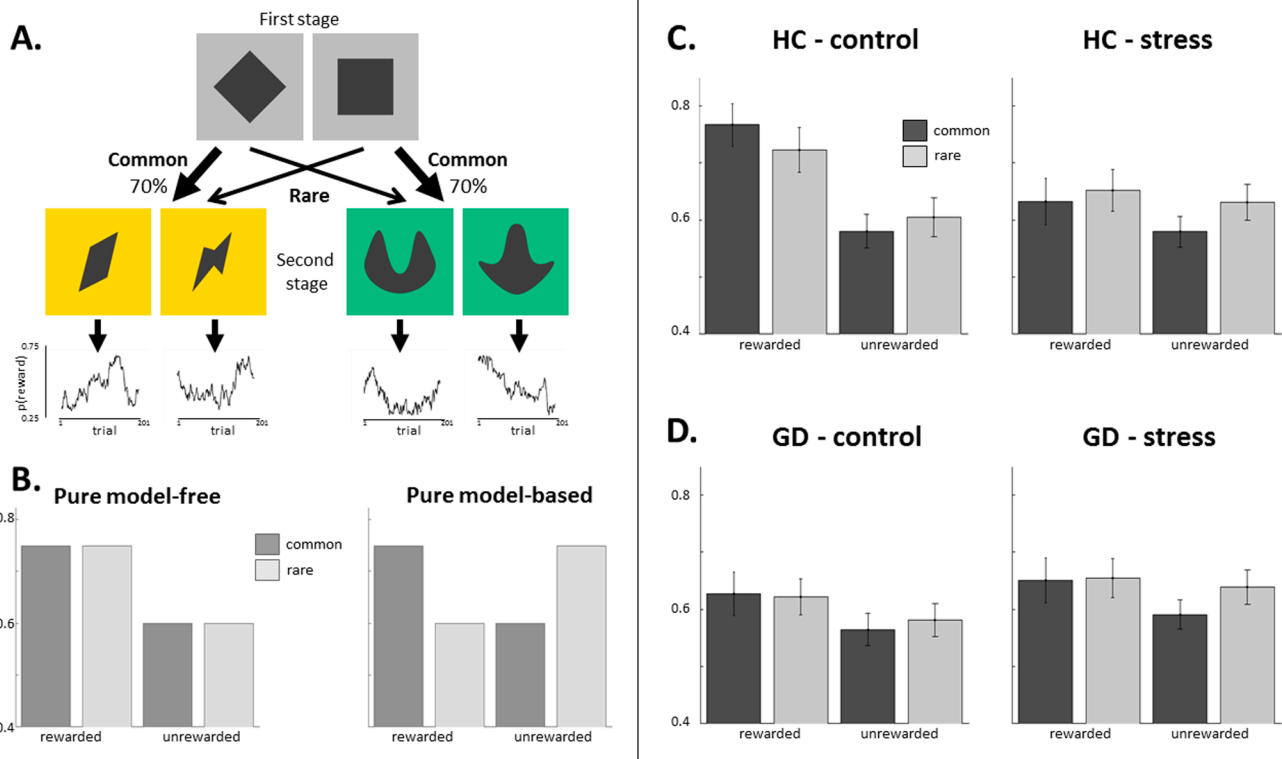 A.
First stage
Common
70%
Common
70%
Rare
Second
stage
p(reward)
0.75
0.25
1 201
trial
1 201
trial
1 201
trial
1 201
trial
B.
Pure model-free
0.8
0.6
0.4
rewarded unrewarded
common
rare
Pure model-based
rewarded unrewarded
C.
HC - control
0.8
0.6
0.4
rewarded unrewarded
common
rare
HC - stress
rewarded unrewarded
D.
GD - control
0.8
0.6
0.4
rewarded unrewarded
GD - stress
rewarded unrewarded